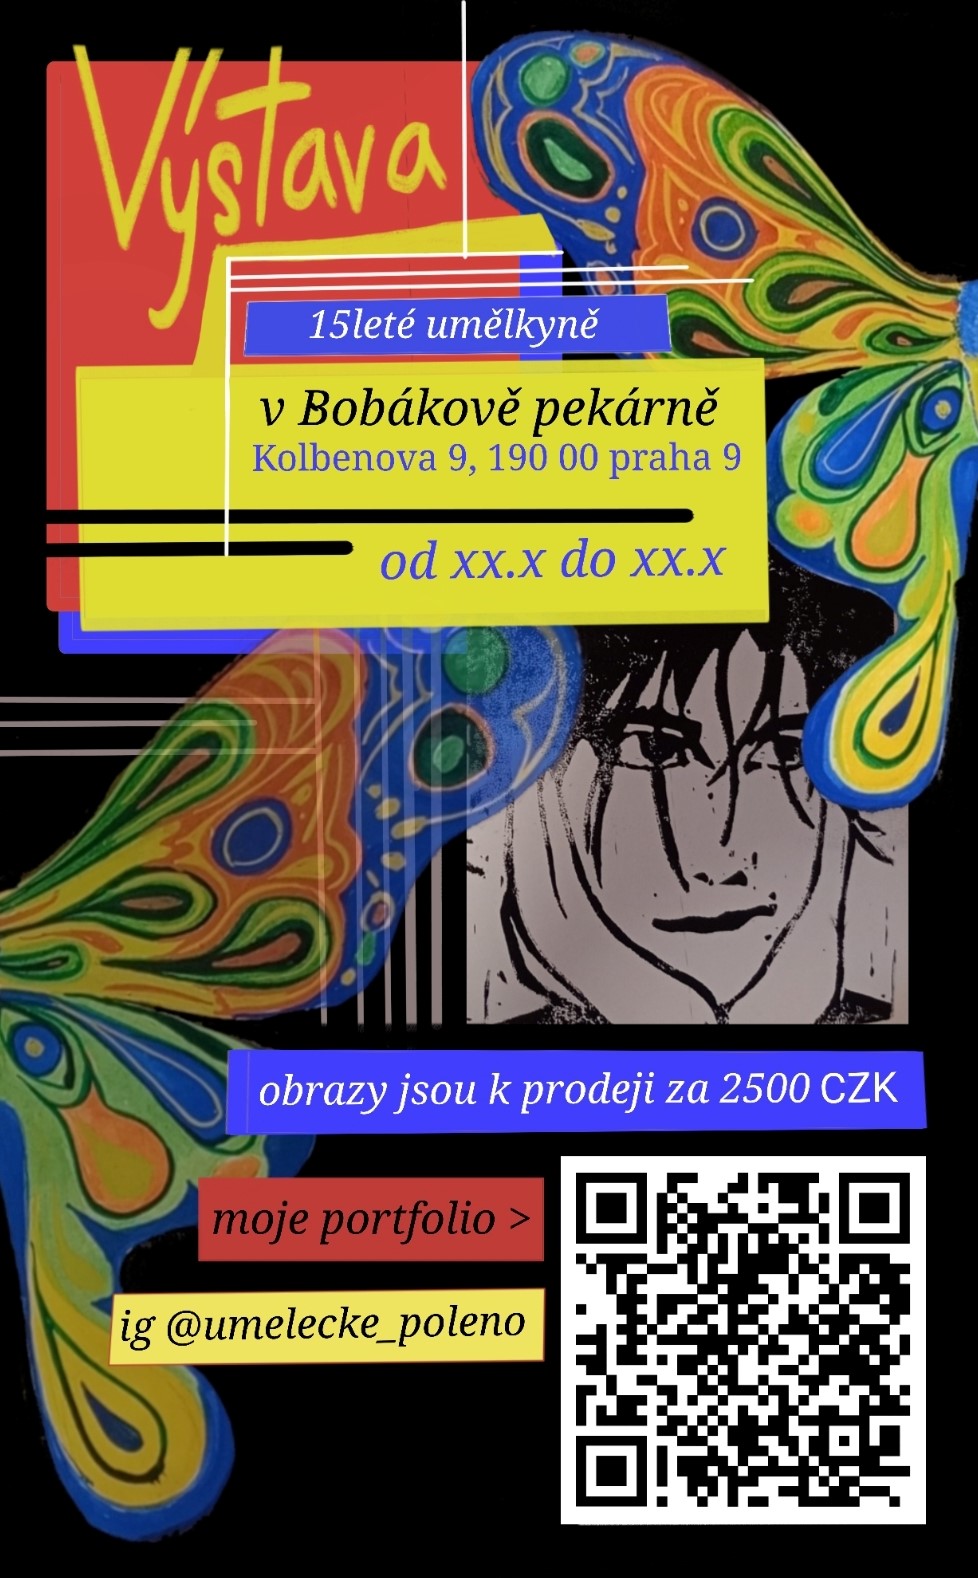 Výstava
15leté umělkyně
v Bobákově pekárně
Kolbenova 9, 190 00 praha 9
od xx.x do xx.x
obrazy jsou k prodeji za 2500 CZK
moje portfolio >
ig @umelecke_poleno